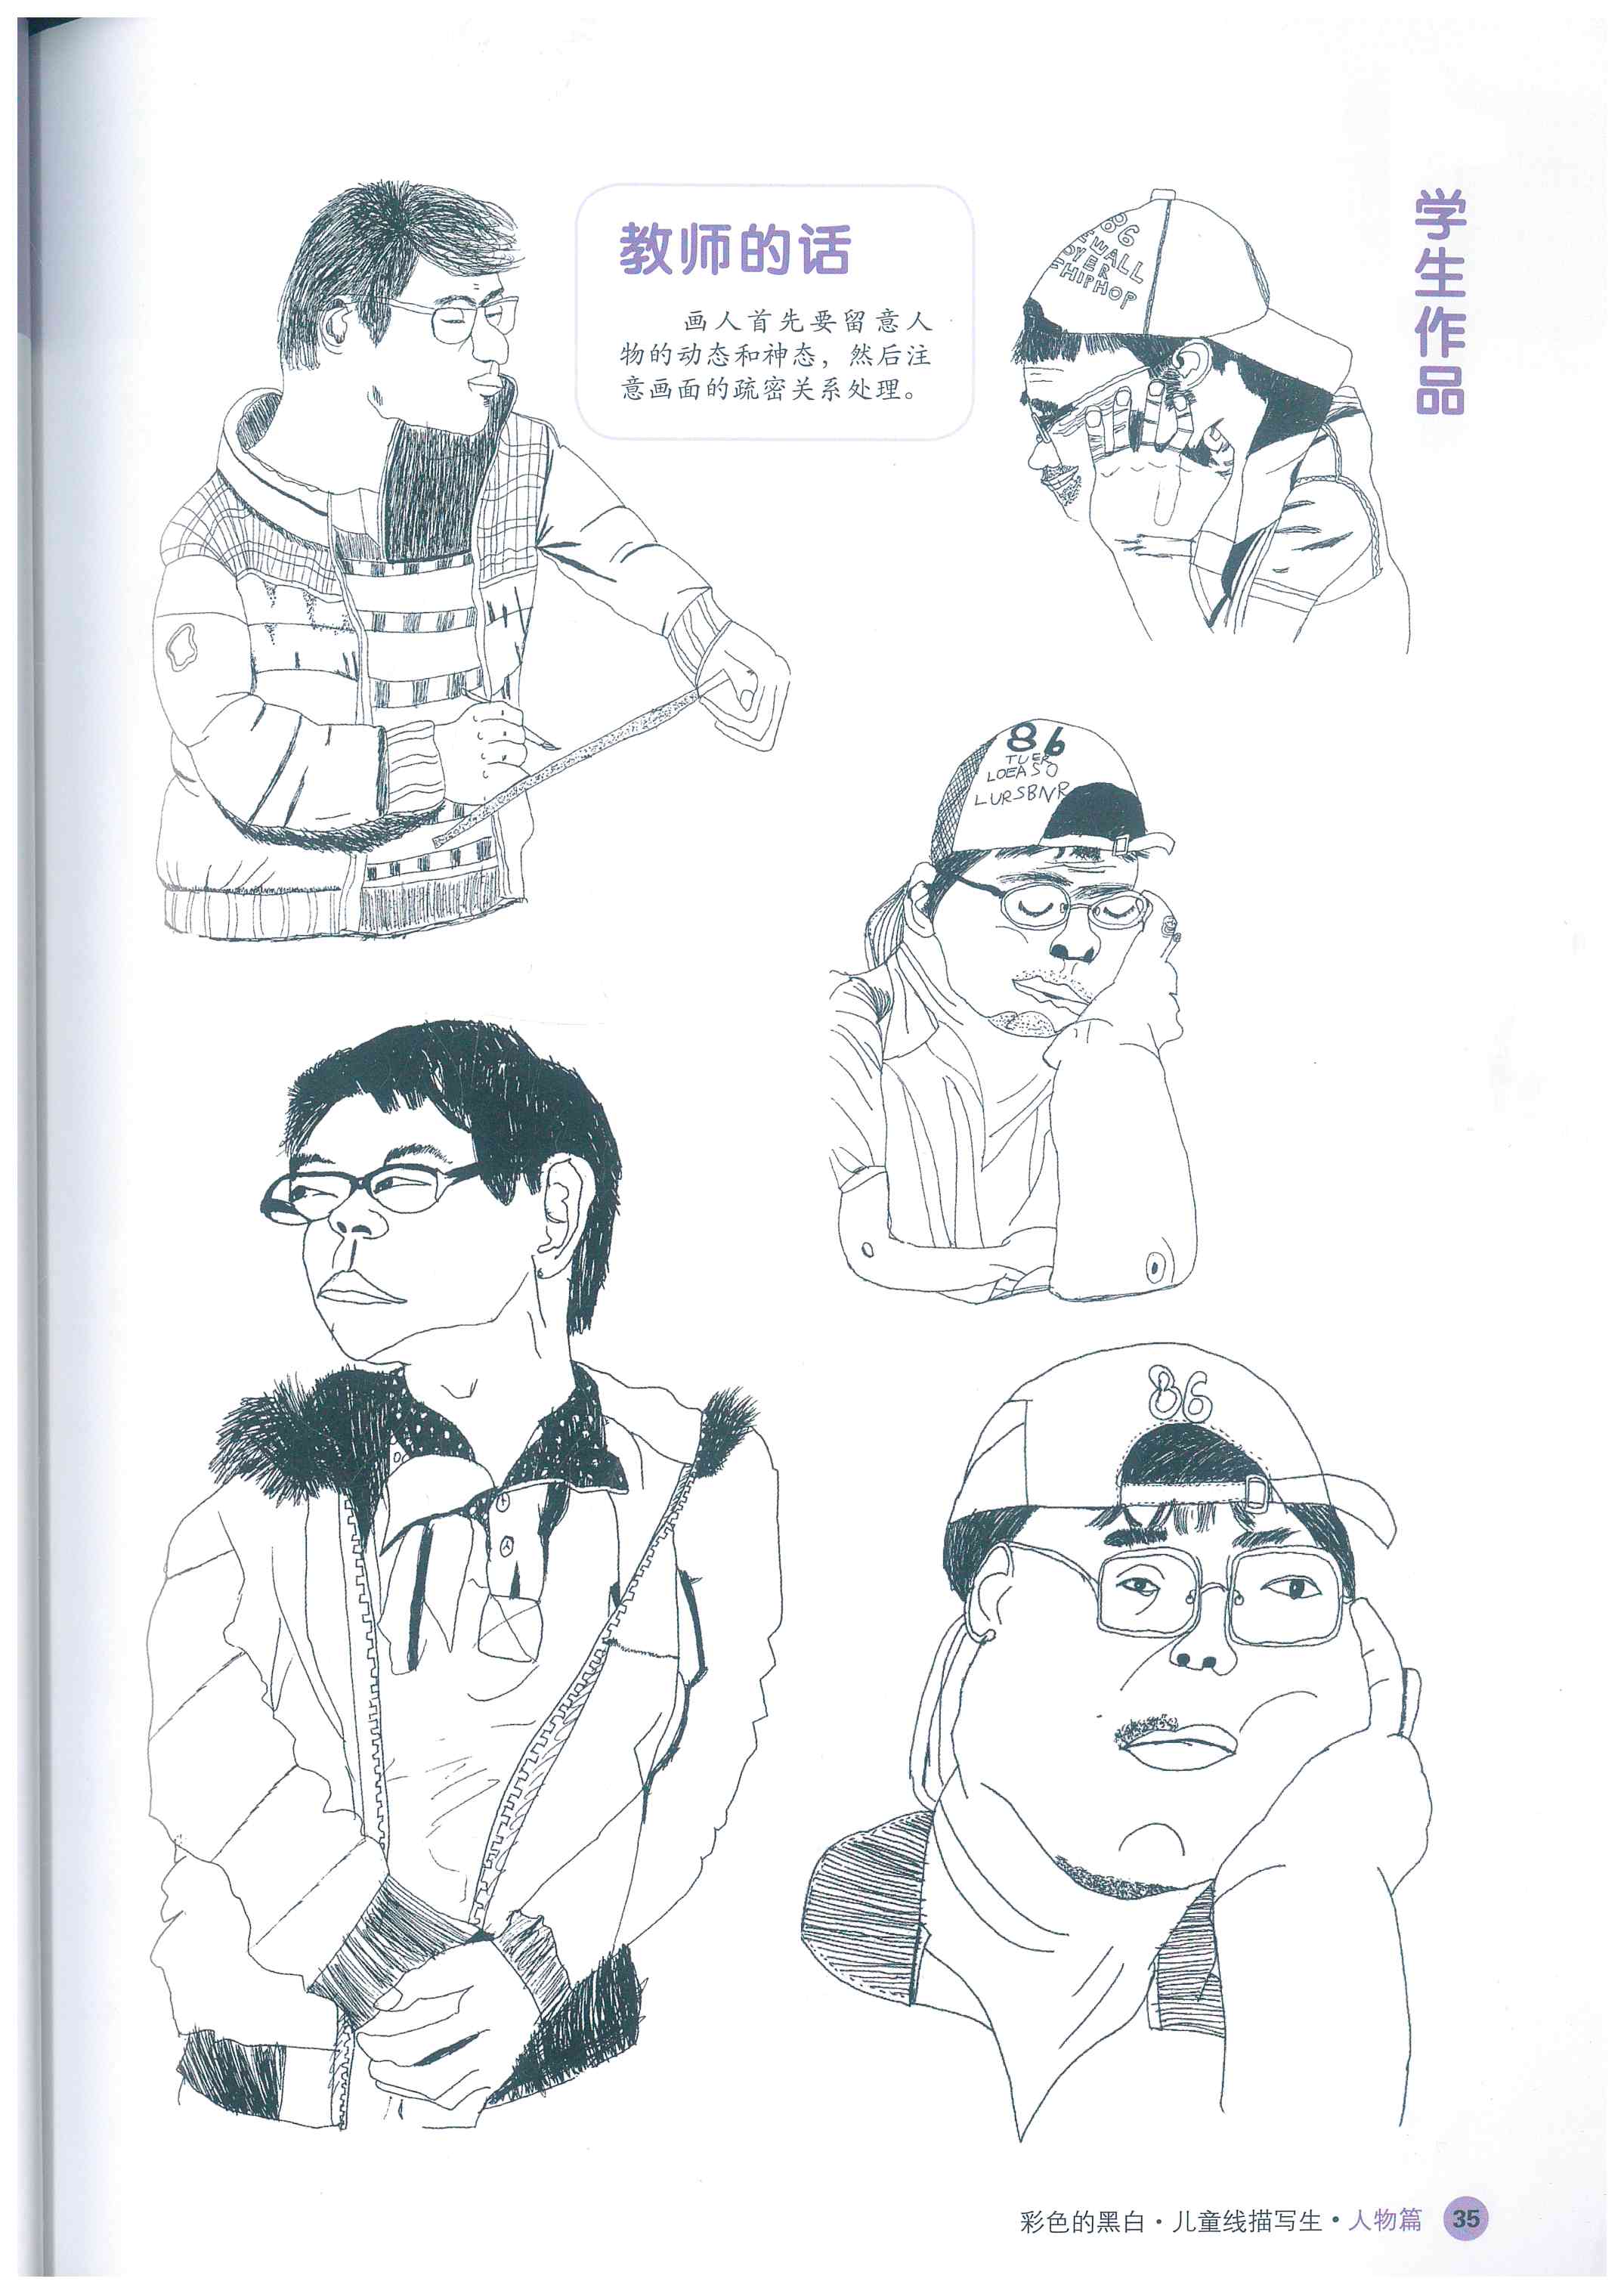 学生作品
教师的话
画人首先要留意人
物的动态和神态，然后注
意画面的疏密关系处理。
86
WALL
OVER
HIPHOP
86
TUER
LOEASO
LURSBNR
86
彩色的黑白·儿童线描写生·人物篇 35